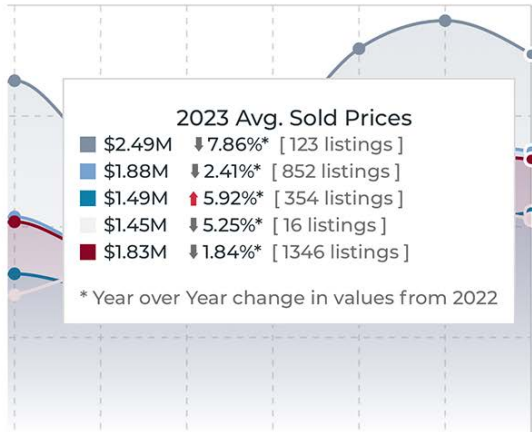 2023 Avg. Sold Prices
$2.49M ⬇7.86%* [ 123 listings ]
$1.88M ⬇2.41%* [ 852 listings ]
$1.49M ⬆5.92%* [ 354 listings ]
$1.45M ⬇5.25%* [ 16 listings ]
$1.83M ⬇1.84%* [ 1346 listings ]
* Year over Year change in values from 2022